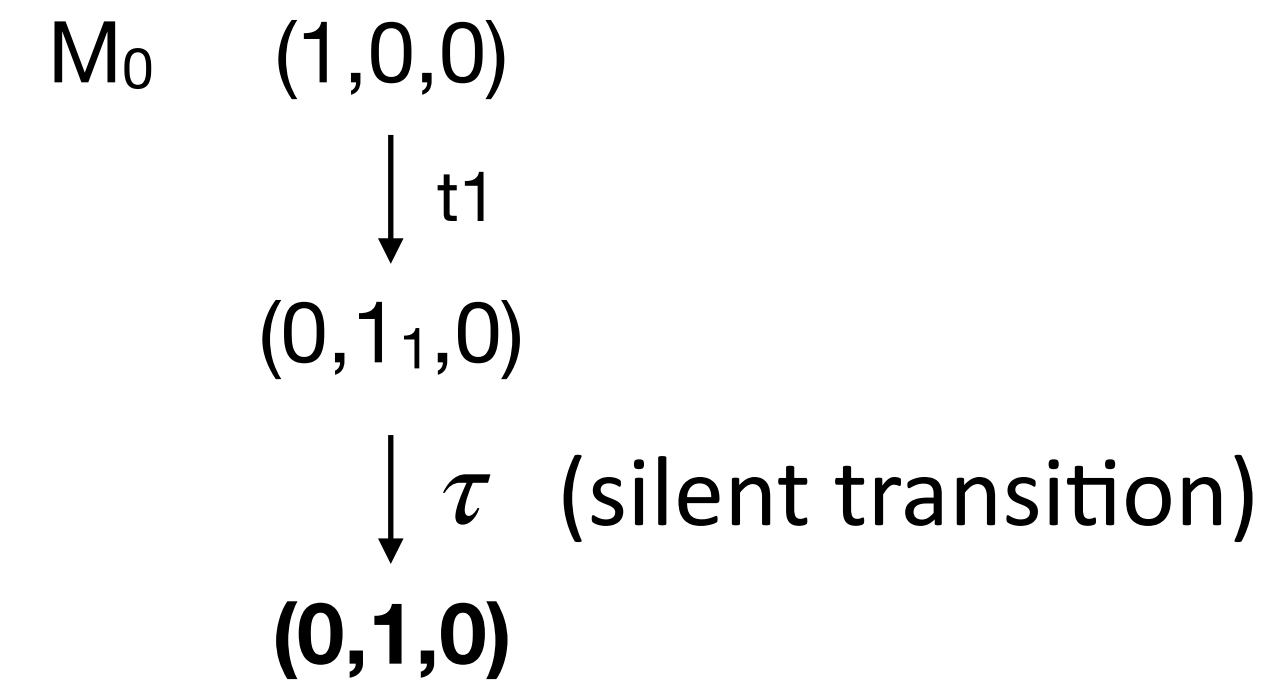 M₀ (1,0,0)
t1
(0,1₁,0)
τ (silent transition)
(0,1,0)